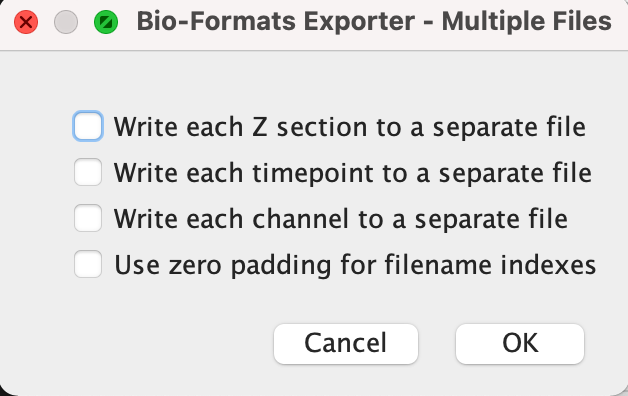 Bio-Formats Exporter - Multiple Files
Write each Z section to a separate file
Write each timepoint to a separate file
Write each channel to a separate file
Use zero padding for filename indexes
Cancel
OK